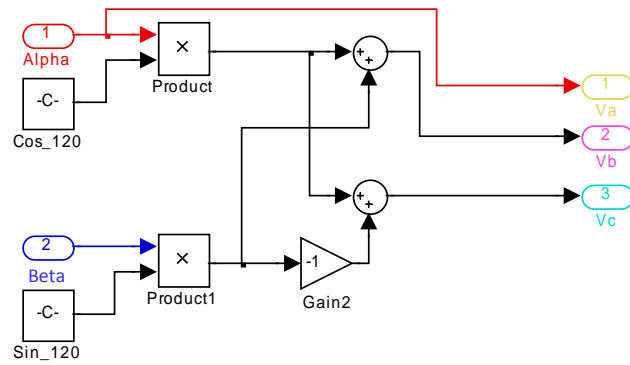 1
Alpha
-C-
Cos_120
×
Product
+
+
1
Va
2
Vb
+
+
3
Vc
2
Beta
-C-
Sin_120
×
Product1
-1
Gain2